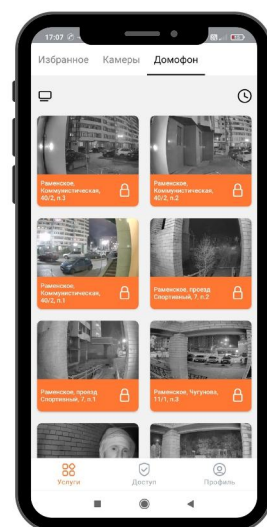 17:07
Избранное Камеры Домофон
Раменское,
Коммунистическая,
40/2, п.3
Раменское,
Коммунистическая,
40/2, п.2
Раменское,
Коммунистическая,
40/2, п.1
Раменское, проезд
Спортивный, 7, п.2
Раменское, проезд
Спортивный, 7, п.1
Раменское, Чугунова,
11/1, п.3
Услуги Доступ Профиль